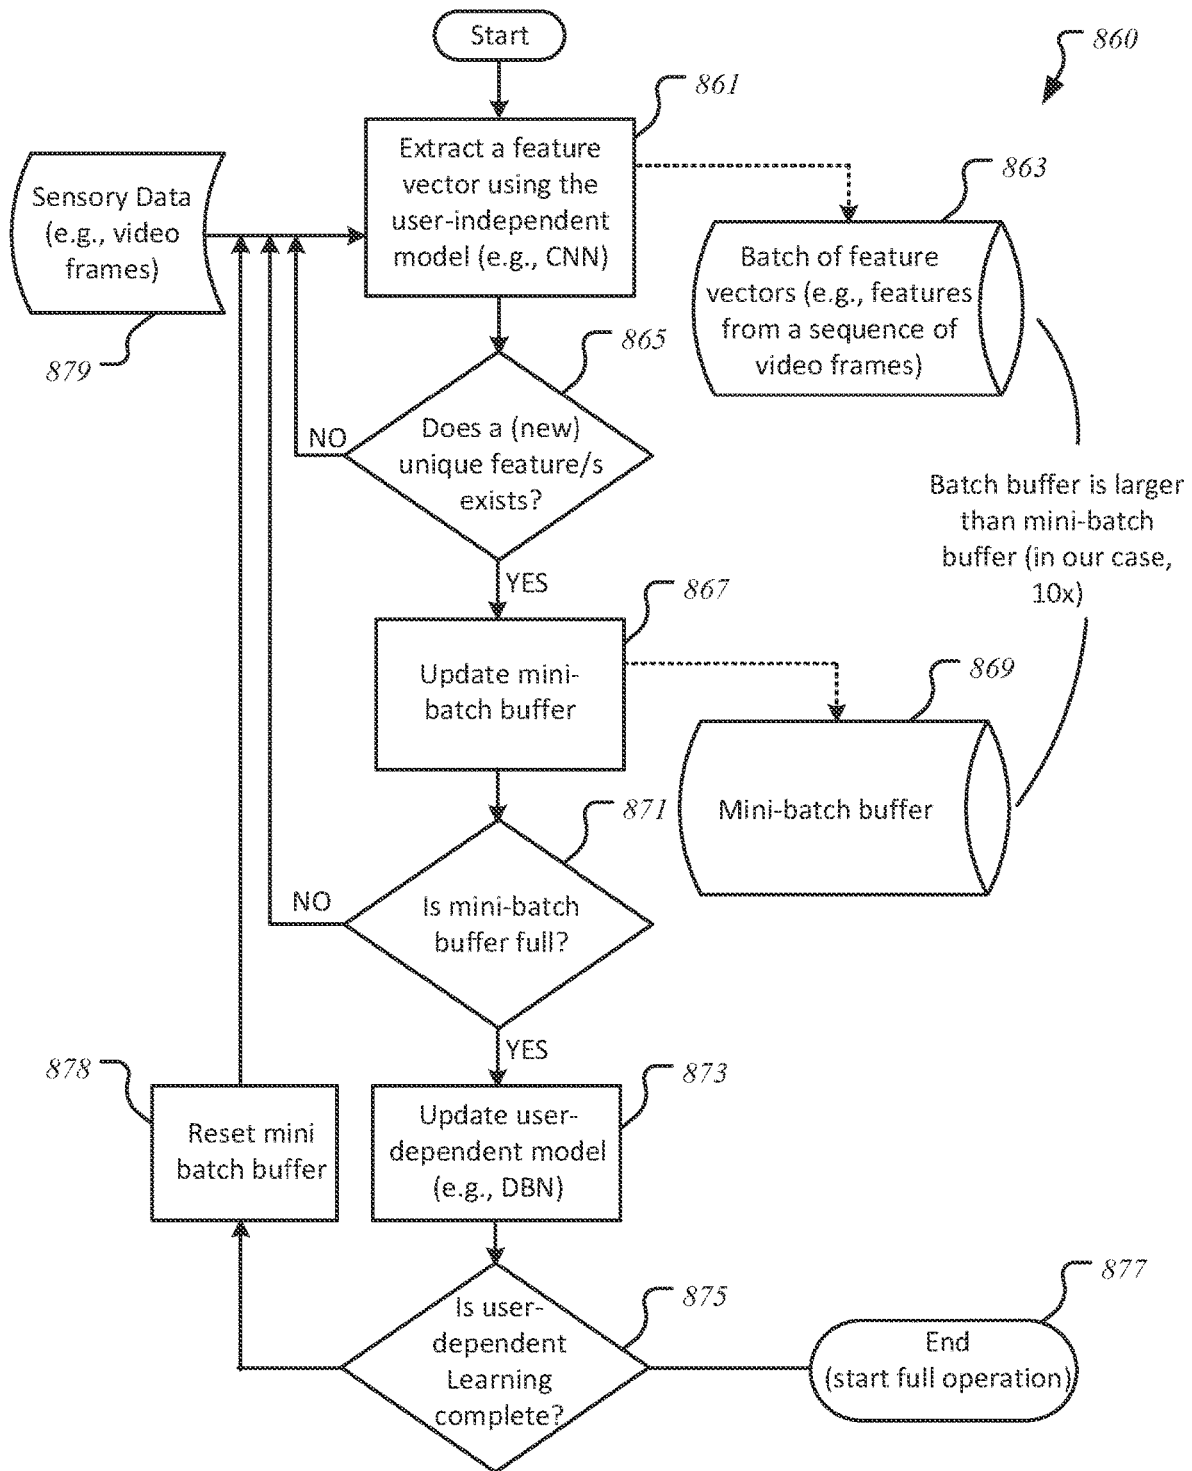 Start
860
861
Extract a feature
vector using the
user-independent
model (e.g., CNN)
863
Sensory Data
(e.g., video
frames)
879
Batch of feature
vectors (e.g., features
from a sequence of
video frames)
865
Does a (new)
unique feature/s
exists?
NO
YES
Batch buffer is larger
than mini-batch
buffer (in our case,
10x)
867
Update mini-
batch buffer
869
Mini-batch buffer
871
Is mini-batch
buffer full?
NO
YES
878
Reset mini
batch buffer
873
Update user-
dependent model
(e.g., DBN)
875
Is user-
dependent
Learning
complete?
877
End
(start full operation)